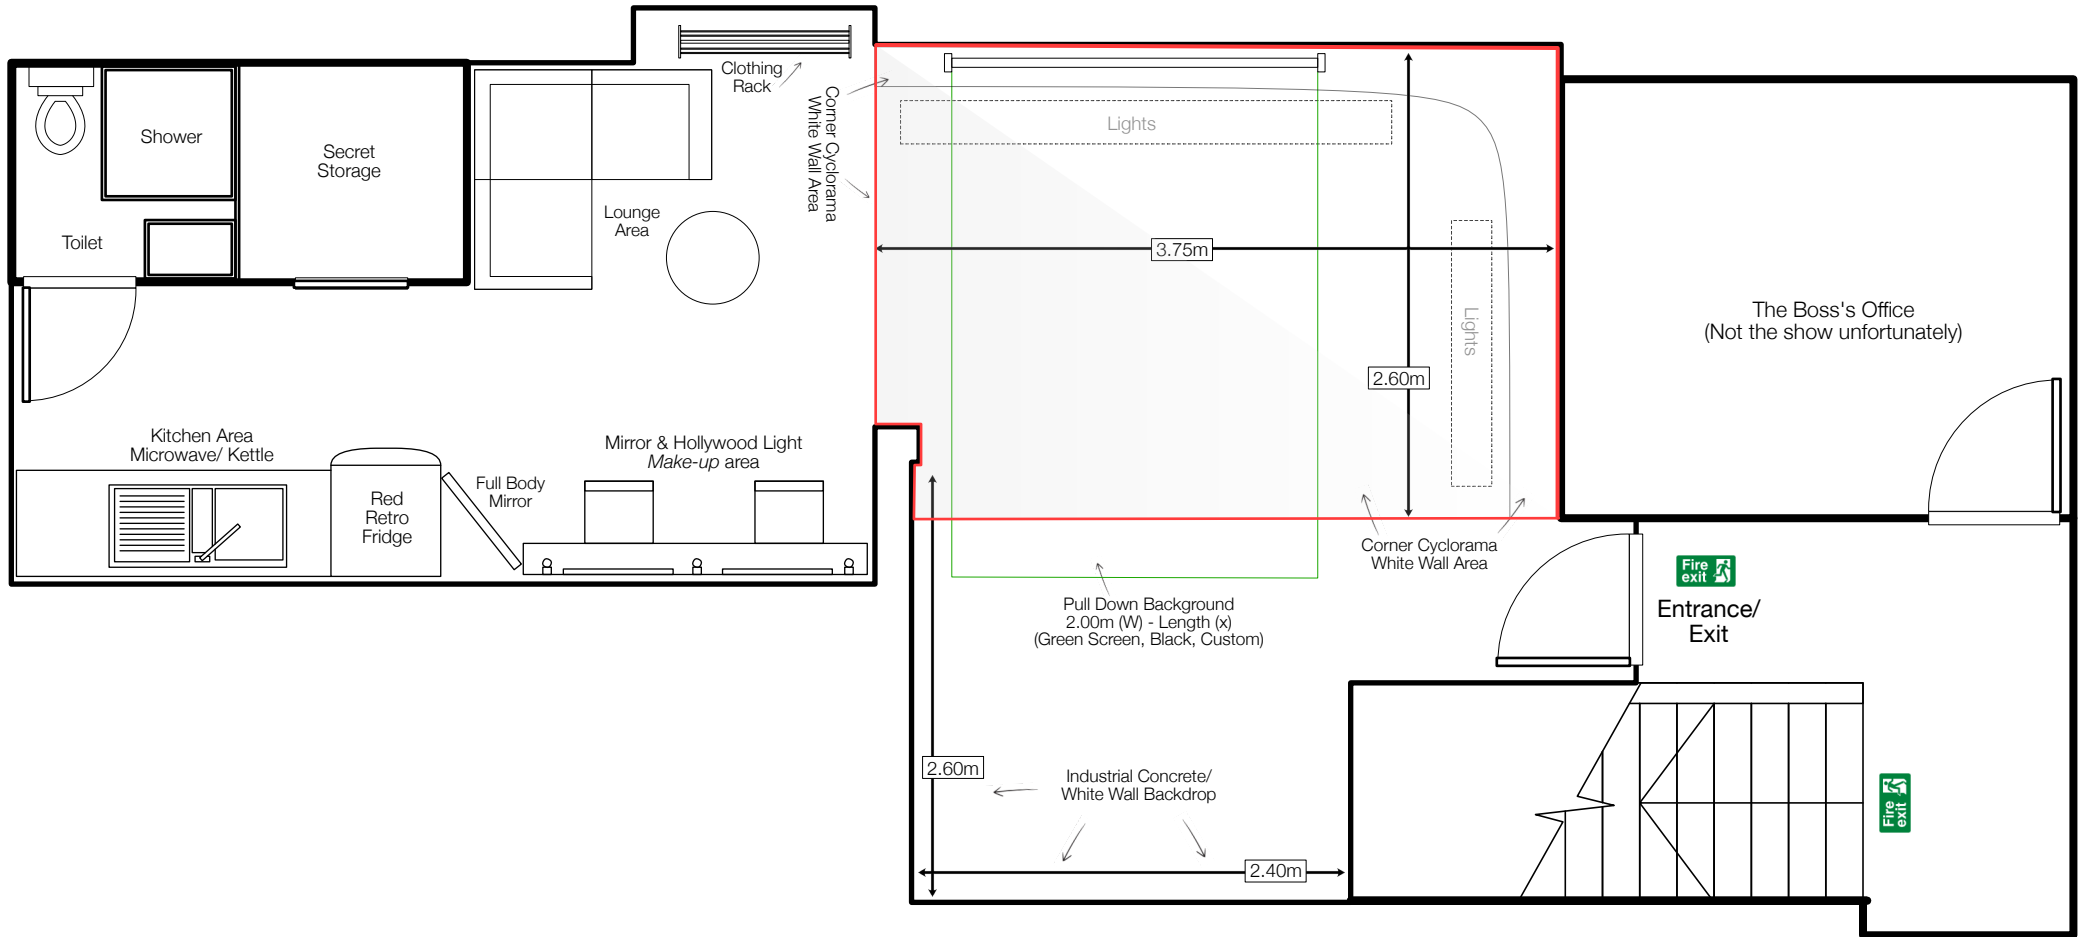 Clothing
Rack
Corner Cyclorama
White Wall Area
Lights
Shower
Secret
Storage
Lounge
Area
Toilet
3.75m
Lights
The Boss's Office
(Not the show unfortunately)
2.60m
Kitchen Area
Microwave/ Kettle
Mirror & Hollywood Light
Make-up area
Full Body
Mirror
Red
Retro
Fridge
Corner Cyclorama
White Wall Area
Fire
exit
Entrance/
Exit
Pull Down Background
2.00m (W) - Length (x)
(Green Screen, Black, Custom)
2.60m
Industrial Concrete/
White Wall Backdrop
Fire
exit
2.40m